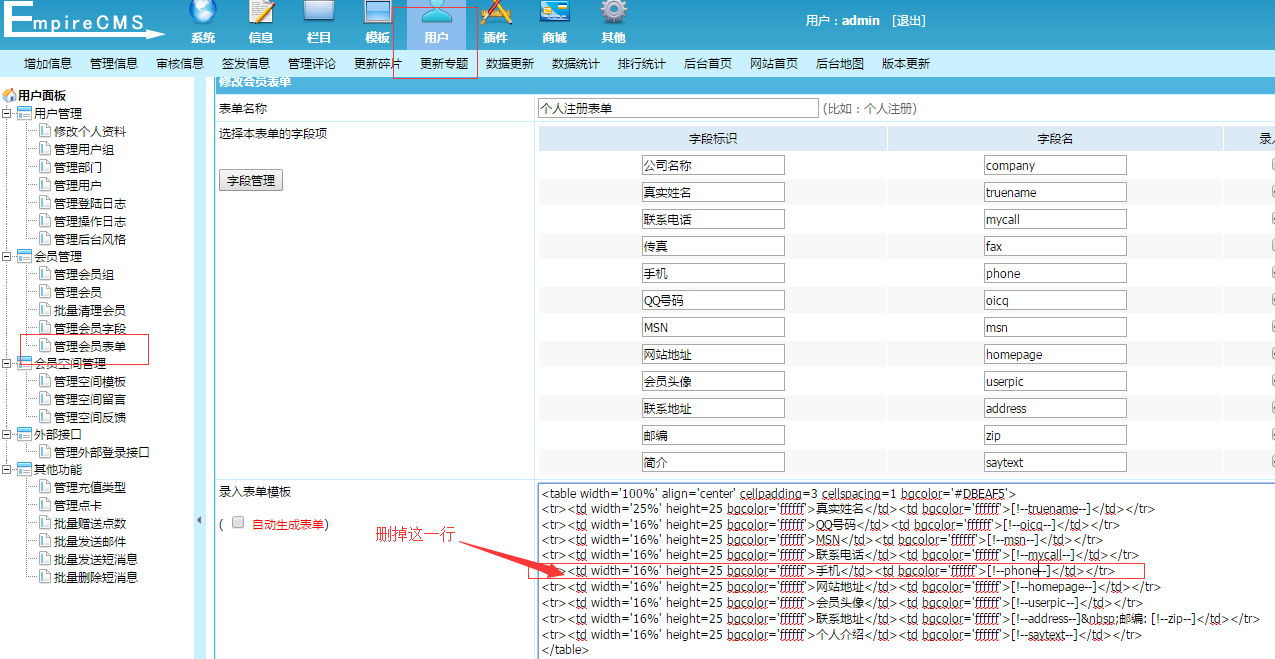 EmpireCMS
系统 信息 栏目 模板 用户 插件 商城 其他
用户：admin [退出]
增加信息 管理信息 审核信息 签发信息 管理评论 更新碎片 更新专题 数据更新 数据统计 排行统计 后台首页 网站首页 后台地图 版本更新
用户面板
用户管理
修改个人资料
管理用户组
管理部门
管理用户
管理登陆日志
管理操作日志
管理后台风格
会员管理
管理会员组
管理会员
批量清理会员
管理会员字段
管理会员表单
会员空间管理
管理空间模板
管理空间留言
管理空间反馈
外部接口
管理外部登录接口
其他功能
管理充值类型
管理点卡
批量赠送点数
批量发送邮件
批量发送短消息
批量删除短消息
修改会员表单
表单名称 个人注册表单 (比如：个人注册)
选择本表单的字段项
字段管理
字段标识 字段名 录入
公司名称 company
真实姓名 truename
联系电话 mycall
传真 fax
手机 phone
QQ号码 oicq
MSN msn
网站地址 homepage
会员头像 userpic
联系地址 address
邮编 zip
简介 saytext
录入表单模板
( 自动生成表单)
删掉这一行
<table width='100%' align='center' cellpadding=3 cellspacing=1 bgcolor='#DBEAF5'>
<tr><td width='25%' height=25 bgcolor='ffffff'>真实姓名</td><td bgcolor='ffffff'>[!--truename--]</td></tr>
<tr><td width='16%' height=25 bgcolor='ffffff'>QQ号码</td><td bgcolor='ffffff'>[!--oicq--]</td></tr>
<tr><td width='16%' height=25 bgcolor='ffffff'>MSN</td><td bgcolor='ffffff'>[!--msn--]</td></tr>
<tr><td width='16%' height=25 bgcolor='ffffff'>联系电话</td><td bgcolor='ffffff'>[!--mycall--]</td></tr>
<tr><td width='16%' height=25 bgcolor='ffffff'>手机</td><td bgcolor='ffffff'>[!--phone--]</td></tr>
<tr><td width='16%' height=25 bgcolor='ffffff'>网站地址</td><td bgcolor='ffffff'>[!--homepage--]</td></tr>
<tr><td width='16%' height=25 bgcolor='ffffff'>会员头像</td><td bgcolor='ffffff'>[!--userpic--]</td></tr>
<tr><td width='16%' height=25 bgcolor='ffffff'>联系地址</td><td bgcolor='ffffff'>[!--address--]&nbsp;邮编: [!--zip--]</td></tr>
<tr><td width='16%' height=25 bgcolor='ffffff'>个人介绍</td><td bgcolor='ffffff'>[!--saytext--]</td></tr>
</table>